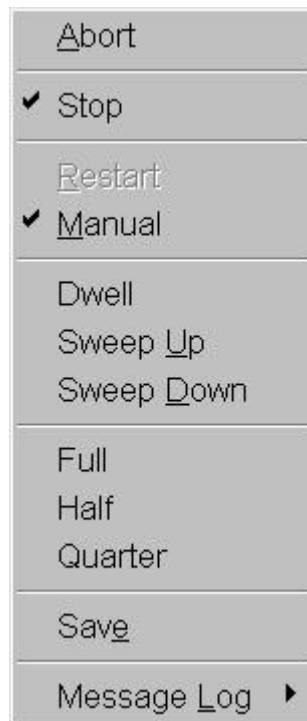 Abort
Stop
Restart
Manual
Dwell
Sweep Up
Sweep Down
Full
Half
Quarter
Save
Message Log